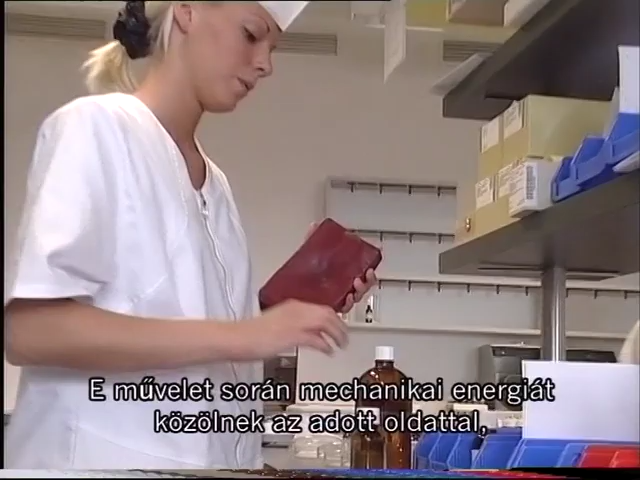 E művelet során mechanikai energiát
közölnek az adott oldattal,